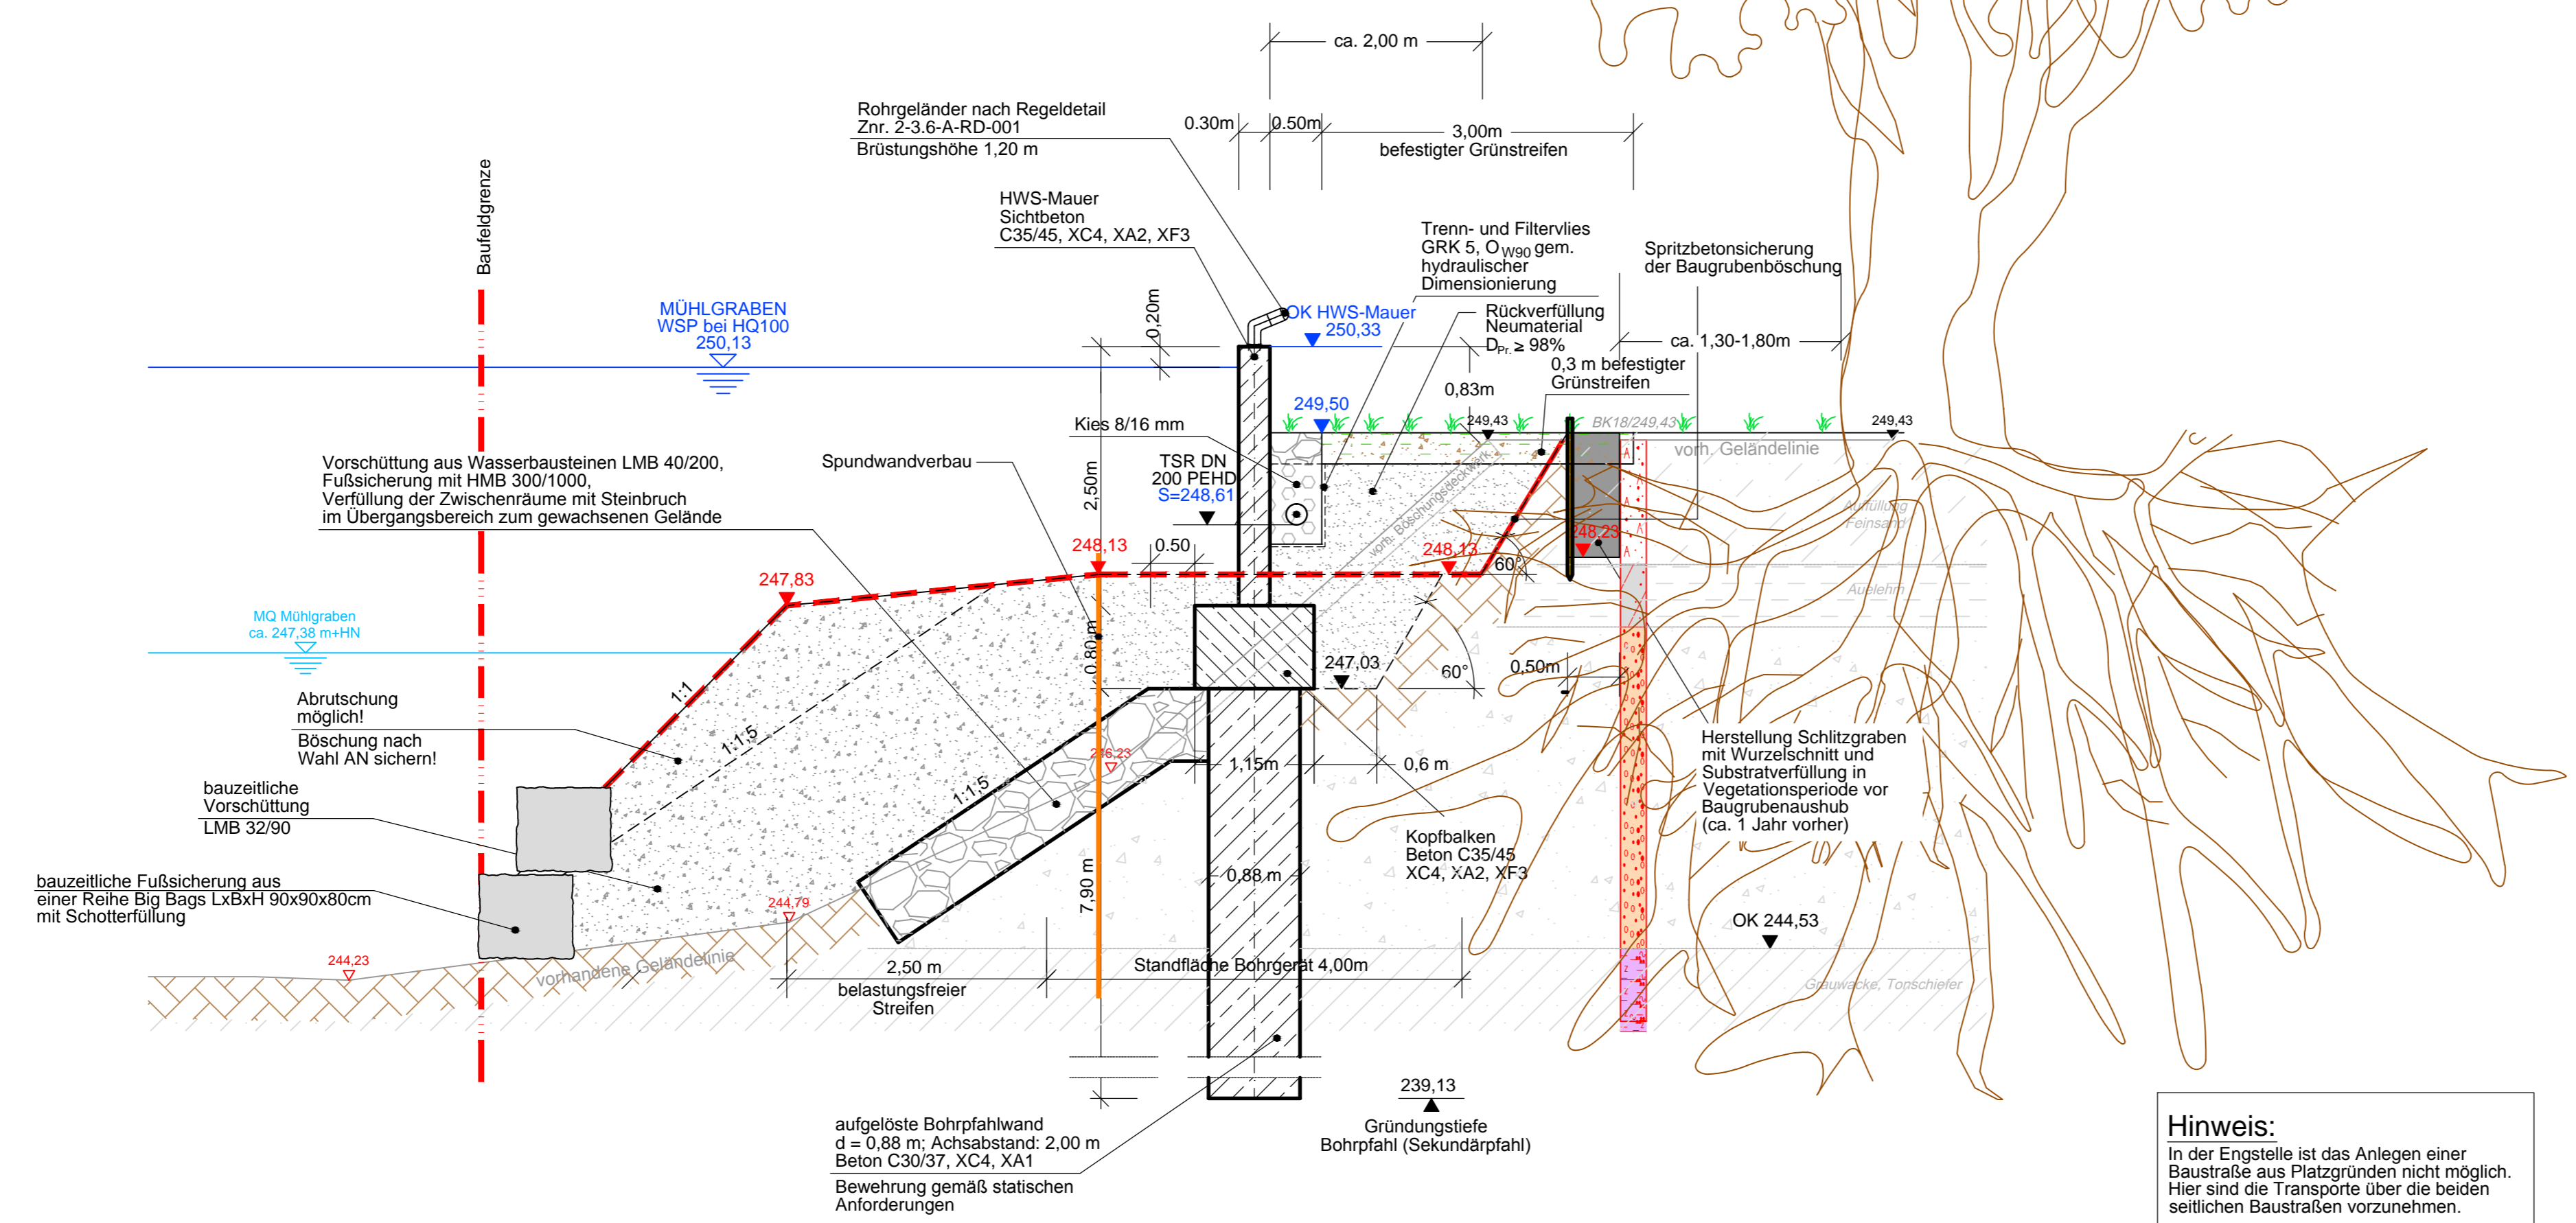 ca. 2,00 m
Rohrgeländer nach Regeldetail
Znr. 2-3.6-A-RD-001
Brüstungshöhe 1,20 m
0.30m
0.50m
3,00m
befestigter Grünstreifen
Baufeldgrenze
HWS-Mauer
Sichtbeton
C35/45, XC4, XA2, XF3
Trenn- und Filtervlies
GRK 5, OW90 gem.
hydraulischer
Dimensionierung
Spritzbetonsicherung
der Baugrubenböschung
MÜHLGRABEN
WSP bei HQ100
250,13
0,20m
OK HWS-Mauer
250,33
Rückverfüllung
Neumaterial
DPr. ≥ 98%
ca. 1,30-1,80m
0,3 m befestigter
Grünstreifen
0,83m
249,50
249,43
BK18/249,43
249,43
vorh. Geländelinie
Kies 8/16 mm
Spundwandverbau
TSR DN
200 PEHD
S=248,61
2,50m
vorh. Böschungsdeckwerk
Vorschüttung aus Wasserbausteinen LMB 40/200,
Fußsicherung mit HMB 300/1000,
Verfüllung der Zwischenräume mit Steinbruch
im Übergangsbereich zum gewachsenen Gelände
Auffüllung
Feinsand
248,13
0.50
248,13
60°
248,23
247,83
Auelehm
MQ Mühlgraben
ca. 247,38 m+HN
0,80 m
247,03
60°
0,50m
1:1
1:1,5
Abrutschung
möglich!
Böschung nach
Wahl AN sichern!
246,23
1:1,5
1,15m
0,6 m
Herstellung Schlitzgraben
mit Wurzelschnitt und
Substratverfüllung in
Vegetationsperiode vor
Baugrubenaushub
(ca. 1 Jahr vorher)
bauzeitliche
Vorschüttung
LMB 32/90
Kopfbalken
Beton C35/45
XC4, XA2, XF3
bauzeitliche Fußsicherung aus
einer Reihe Big Bags LxBxH 90x90x80cm
mit Schotterfüllung
7,90 m
0,88 m
244,79
OK 244,53
244,23
vorhandene Geländelinie
2,50 m
belastungsfreier
Streifen
Standfläche Bohrgerät 4,00m
Grauwacke, Tonschiefer
239,13
Gründungstiefe
Bohrpfahl (Sekundärpfahl)
aufgelöste Bohrpfahlwand
d = 0,88 m; Achsabstand: 2,00 m
Beton C30/37, XC4, XA1
Bewehrung gemäß statischen
Anforderungen
Hinweis:
In der Engstelle ist das Anlegen einer
Baustraße aus Platzgründen nicht möglich.
Hier sind die Transporte über die beiden
seitlichen Baustraßen vorzunehmen.